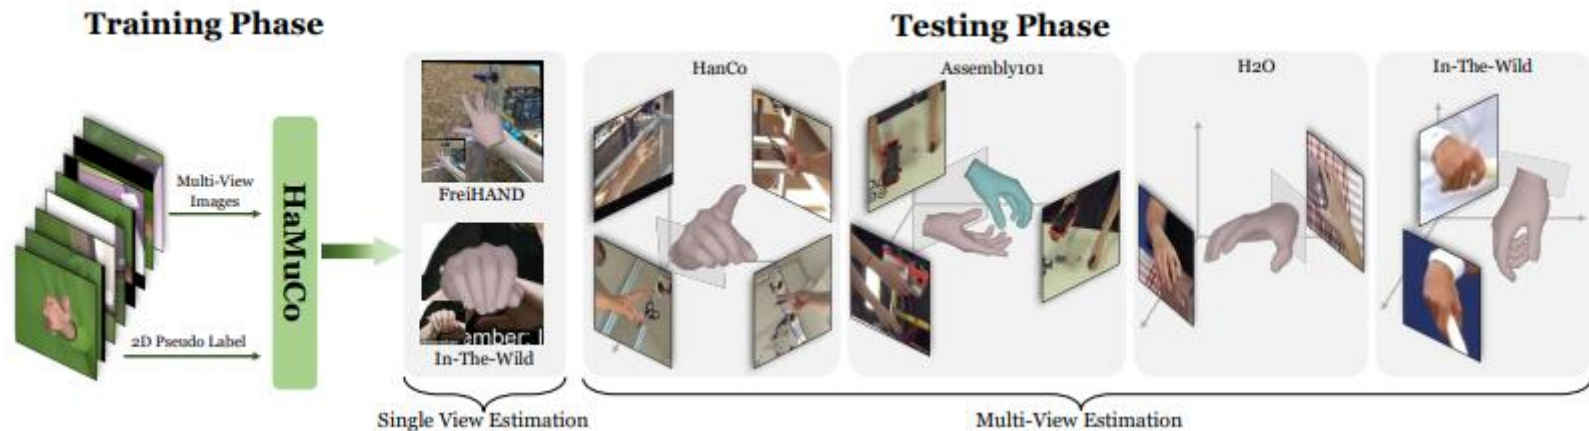 Training Phase
Testing Phase
Multi-View
Images
2D Pseudo Label
HaMuCo
FreiHAND
ember: I
In-The-Wild
HanCo
Assembly101
H2O
In-The-Wild
Single View Estimation
Multi-View Estimation